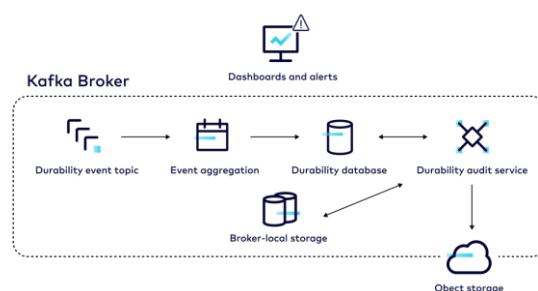 Dashboards and alerts
Kafka Broker
Durability event topic
Event aggregation
Durability database
Durability audit service
Broker-local storage
Obect storage